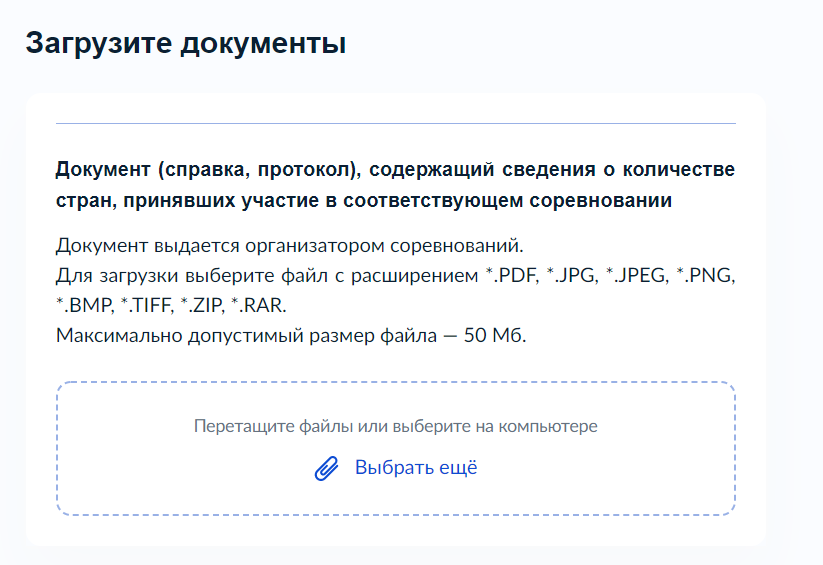 Загрузите документы
Документ (справка, протокол), содержащий сведения о количестве
стран, принявших участие в соответствующем соревновании
Документ выдается организатором соревнований.
Для загрузки выберите файл с расширением *.PDF, *.JPG, *.JPEG, *.PNG,
*.BMP, *.TIFF, *.ZIP, *.RAR.
Максимально допустимый размер файла — 50 Мб.
Перетащите файлы или выберите на компьютере
Выбрать ещё